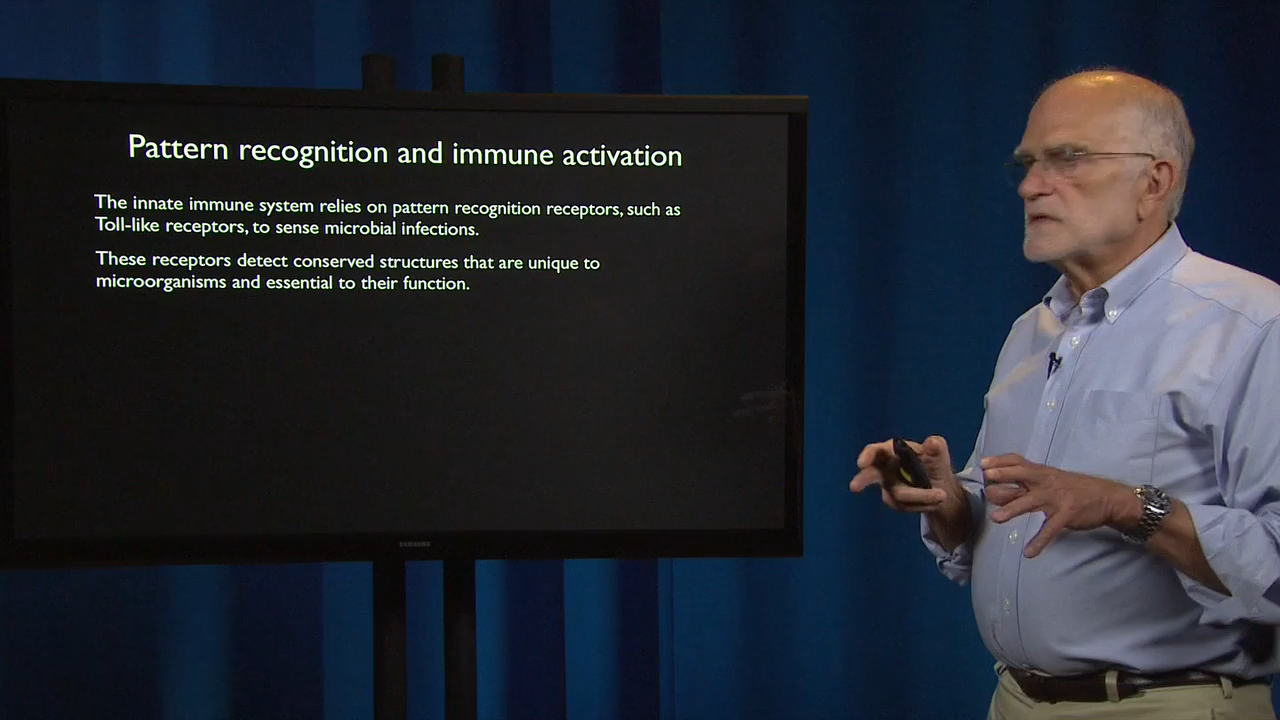 Pattern recognition and immune activation
The innate immune system relies on pattern recognition receptors, such as
Toll-like receptors, to sense microbial infections.
These receptors detect conserved structures that are unique to
microorganisms and essential to their function.
SAMSUNG